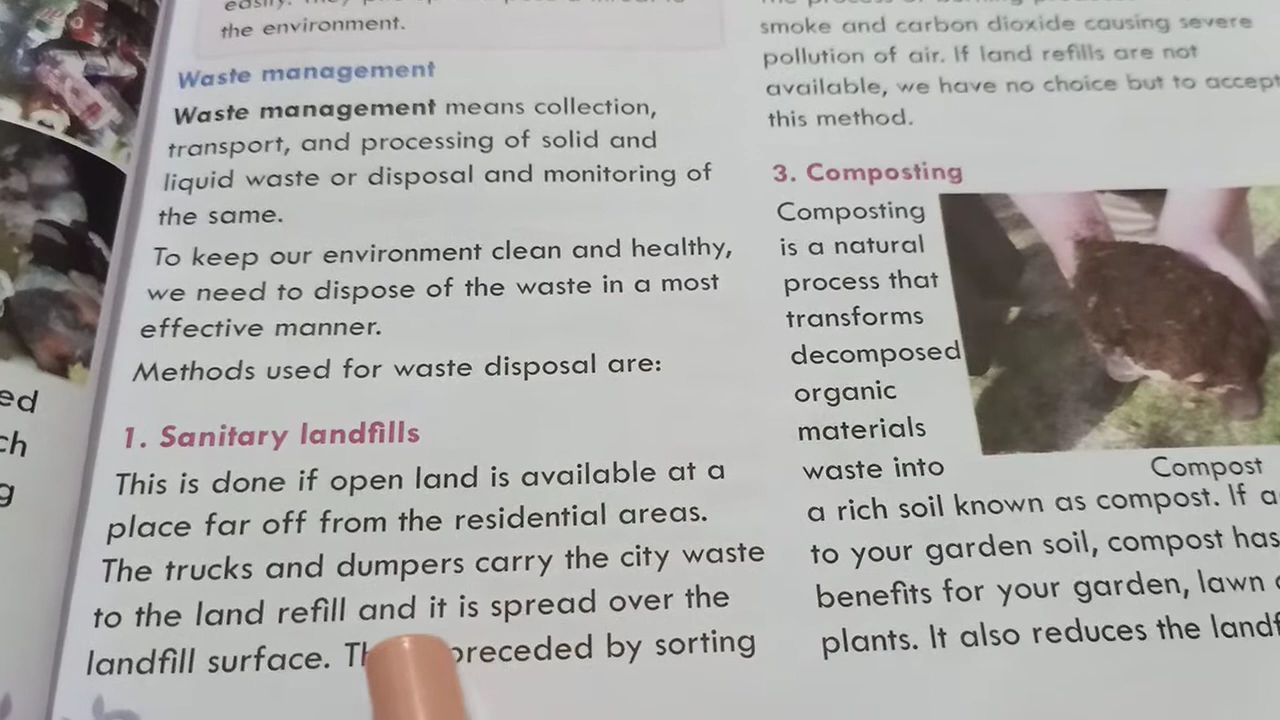 the environment.
Waste management
Waste management means collection,
transport, and processing of solid and
liquid waste or disposal and monitoring of
the same.
To keep our environment clean and healthy,
we need to dispose of the waste in a most
effective manner.
Methods used for waste disposal are:
1. Sanitary landfills
This is done if open land is available at a
place far off from the residential areas.
The trucks and dumpers carry the city waste
to the land refill and it is spread over the
landfill surface. preceded by sorting
smoke and carbon dioxide causing severe
pollution of air. If land refills are not
available, we have no choice but to accept
this method.
3. Composting
Composting
is a natural
process that
transforms
decomposed
organic
materials
waste into
Compost
a rich soil known as compost. If
to your garden soil, compost has
benefits for your garden, lawn
plants. It also reduces the